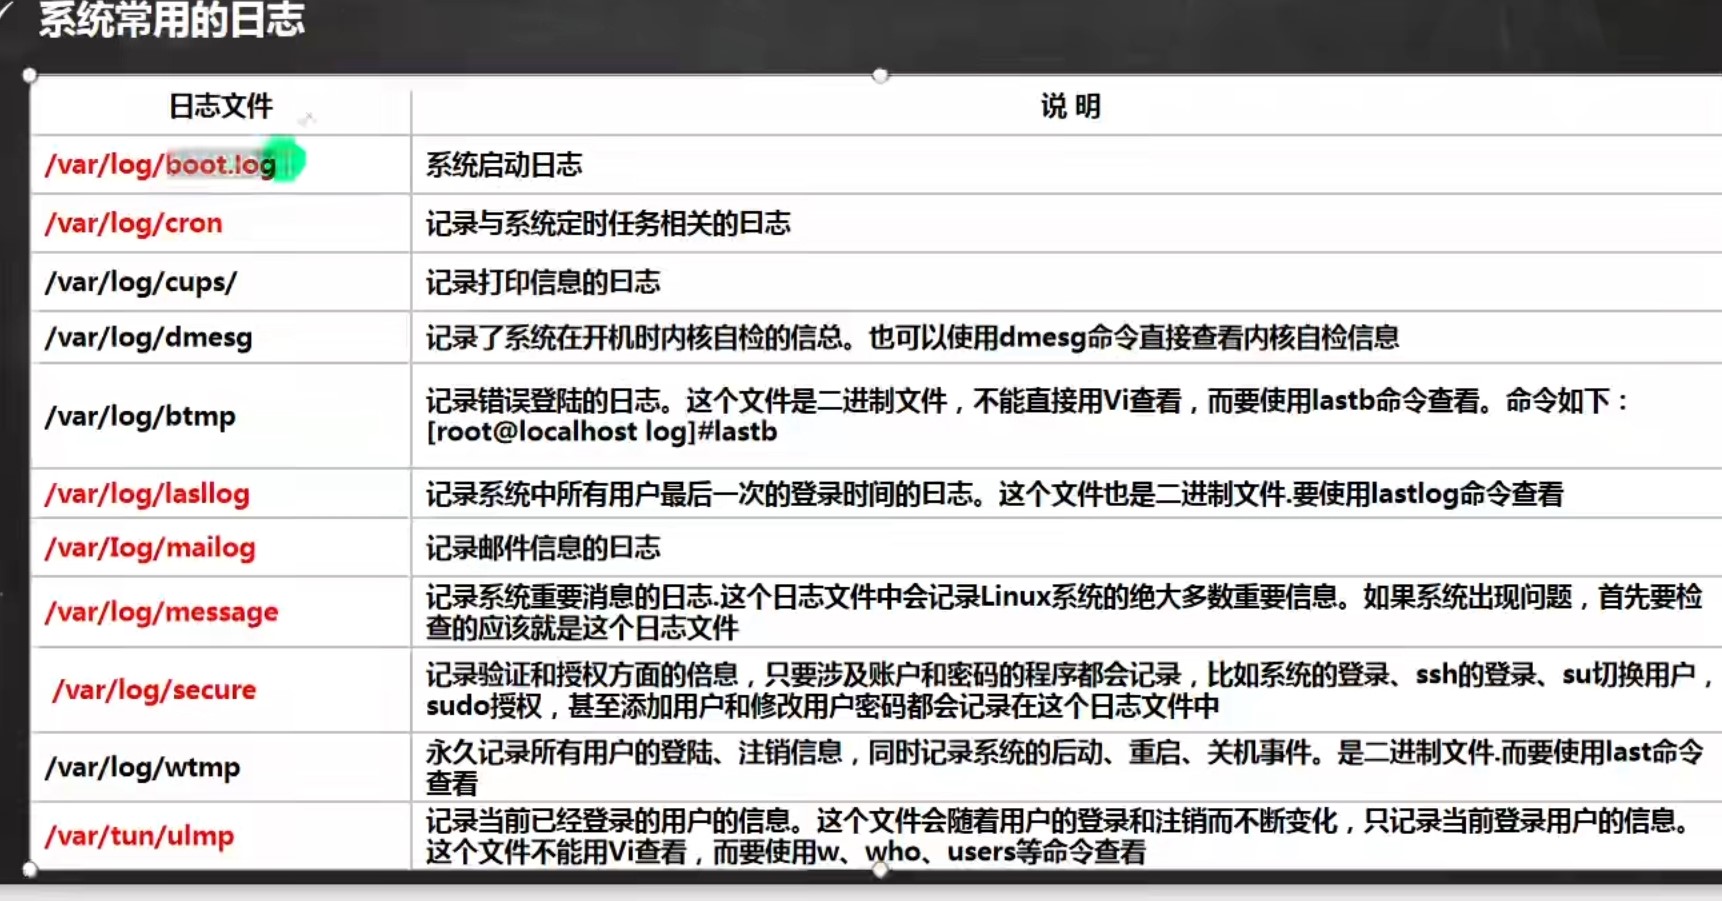 系统常用的日志
日志文件
说 明
/var/log/boot.log
系统启动日志
/var/log/cron
记录与系统定时任务相关的曰志
/var/log/cups/
记录打印信息的曰志
/var/log/dmesg
记录了系统在开机时内核自检的信总。也可以使用dmesg命令直接查看内核自检信息
/var/log/btmp
记录错误登陆的日志。这个文件是二进制文件，不能直接用Vi查看，而要使用lastb命令查看。命令如下：
[root@localhost log]#lastb
/var/log/lasllog
记录系统中所有用户最后一次的登录时间的日志。这个文件也是二进制文件.要使用lastlog命令查看
/var/Iog/mailog
记录邮件信息的曰志
/var/log/message
记录系统重要消息的日志.这个日志文件中会记录Linux系统的绝大多数重要信息。如果系统出现问题，首先要检
查的应该就是这个日志文件
/var/log/secure
记录验证和授权方面的倍息，只要涉及账户和密码的程序都会记录，比如系统的登录、ssh的登录、su切换用户，
sudo授权，甚至添加用户和修改用户密码都会记录在这个日志文件中
/var/log/wtmp
永久记录所有用户的登陆、注销信息，同时记录系统的后动、重启、关机事件。是二进制文件.而要使用last命令
查看
/var/tun/ulmp
记录当前已经登录的用户的信息。这个文件会随着用户的登录和注销而不断变化，只记录当前登录用户的信息。
这个文件不能用Vi查看，而要使用w、who、users等命令查看